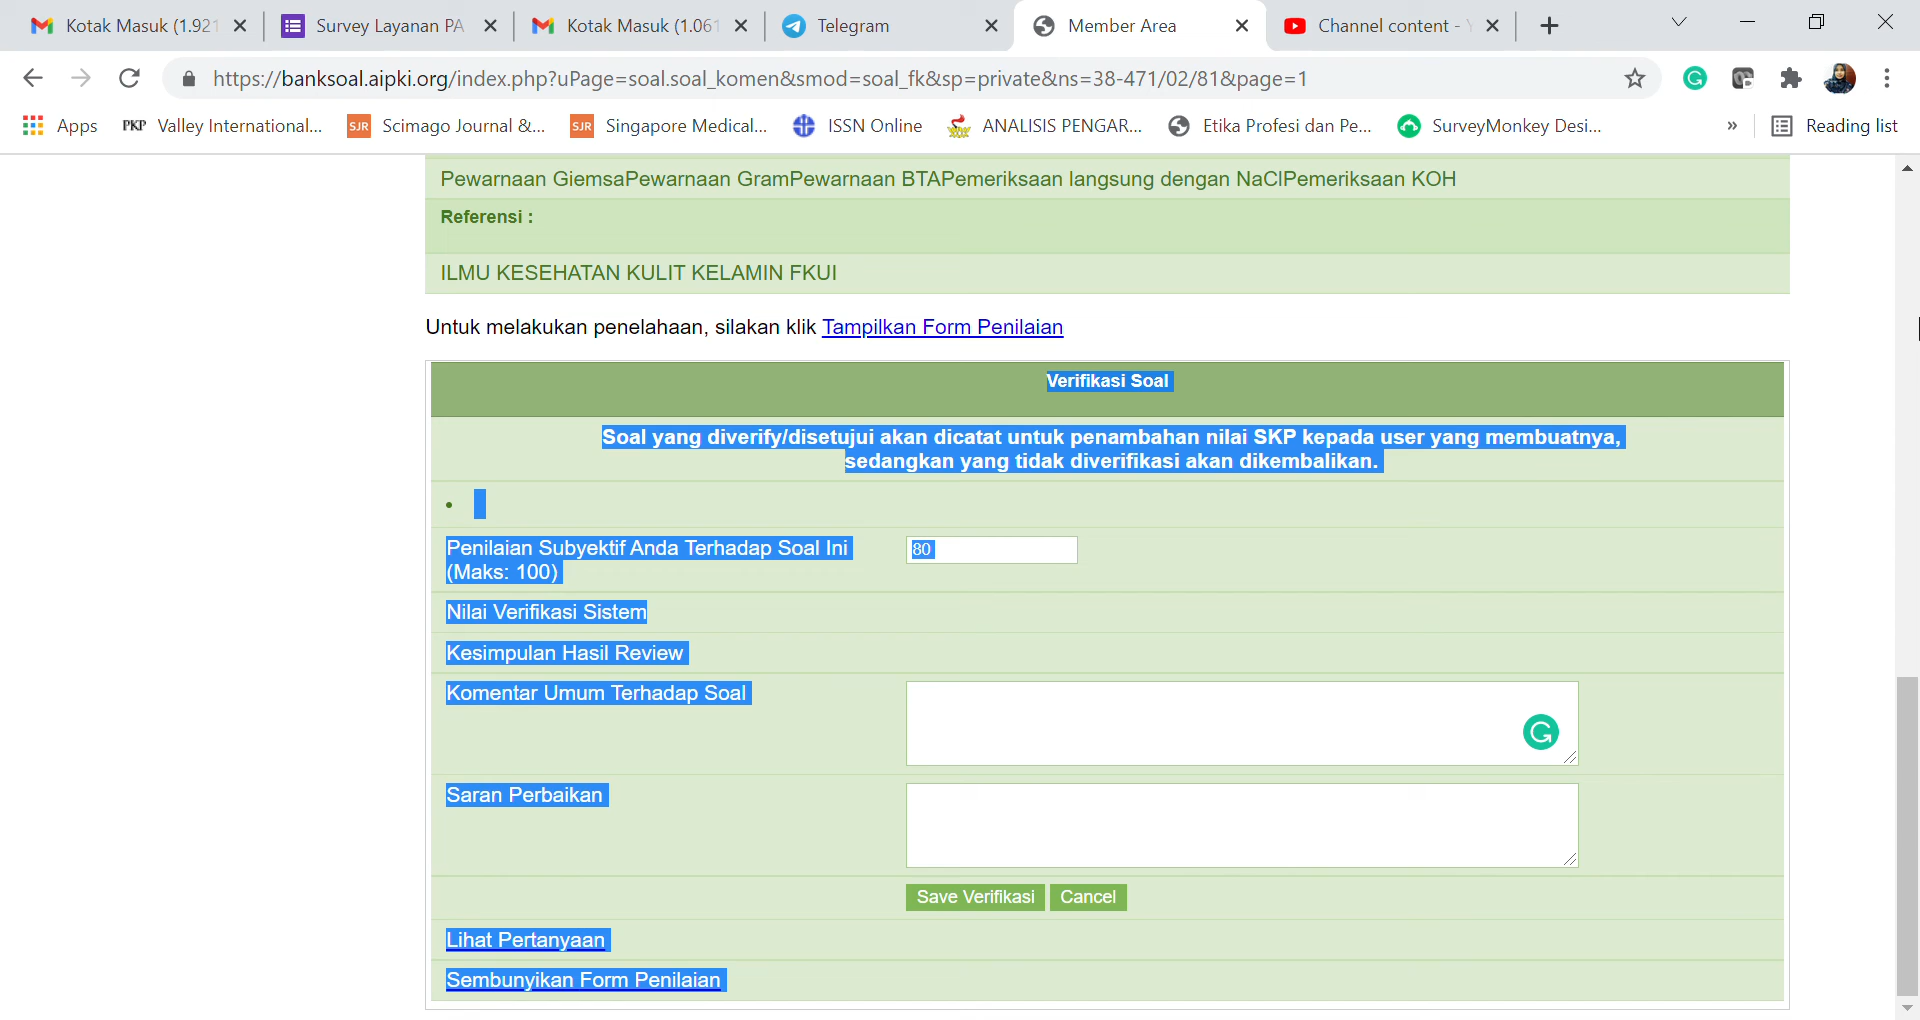 Kotak Masuk (1.921
Survey Layanan PA
Kotak Masuk (1.061
Telegram
Member Area
Channel content -
https://banksoal.aipki.org/index.php?uPage=soal.soal_komen&smod=soal_fk&sp=private&ns=38-471/02/81&page=1
Apps
PKP Valley International...
SJR Scimago Journal &...
SJR Singapore Medical...
ISSN Online
ANALISIS PENGAR...
Etika Profesi dan Pe...
SurveyMonkey Desi...
»
Reading list
Pewarnaan GiemsaPewarnaan GramPewarnaan BTAPemeriksaan langsung dengan NaClPemeriksaan KOH
Referensi :
ILMU KESEHATAN KULIT KELAMIN FKUI
Untuk melakukan penelahaan, silakan klik Tampilkan Form Penilaian
Verifikasi Soal
Soal yang diverify/disetujui akan dicatat untuk penambahan nilai SKP kepada user yang membuatnya,
sedangkan yang tidak diverifikasi akan dikembalikan.
•
Penilaian Subyektif Anda Terhadap Soal Ini
(Maks: 100)
80
Nilai Verifikasi Sistem
Kesimpulan Hasil Review
Komentar Umum Terhadap Soal
Saran Perbaikan
Save Verifikasi
Cancel
Lihat Pertanyaan
Sembunyikan Form Penilaian